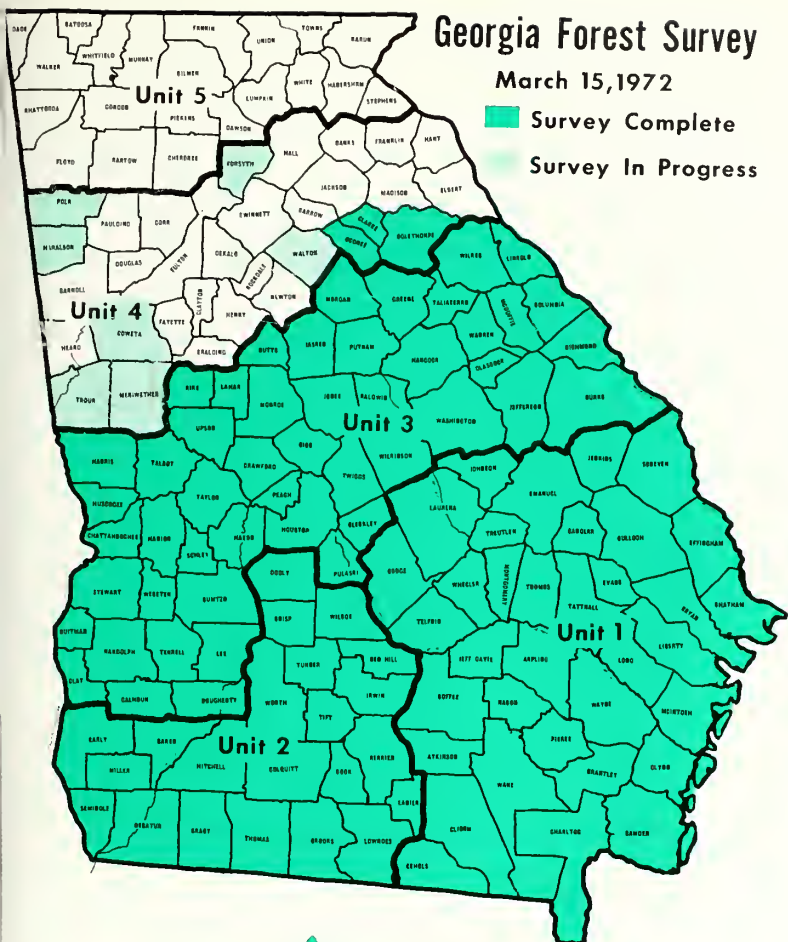 Georgia Forest Survey
March 15,1972
Survey Complete
Survey In Progress
DADE
WALKER
WHITFIELD
MURRAY
UNION
TOWNS
Unit 5
WHITE
HABERSHAM
STEPHENS
LUMPKIN
PICKENS
DAWSON
FLOYD
BARTOW
CHEROKEE
FORSYTH
HALL
BANKS
FRANKLIN
HART
JACKSON
MADISON
ELBERT
POLK
PAULDING
COBB
HARALSON
DOUGLAS
FULTON
GWINNETT
BARROW
CLARKE
OCONEE
OGLETHORPE
DEKALB
ROCKDALE
WALTON
NEWTON
CARROLL
Unit 4
COWETA
FAYETTE
CLAYTON
HENRY
HEARD
SPALDING
TROUP
MERIWETHER
WILKES
LINCOLN
MORGAN
GREENE
TALIAFERRO
COLUMBIA
MCDUFFIE
WARREN
RICHMOND
BUTTS
JASPER
PUTNAM
HANCOCK
GLASCOCK
PIKE
LAMAR
MONROE
JONES
BALDWIN
WASHINGTON
JEFFERSON
BURKE
Unit 3
UPSON
BIBB
WILKINSON
HARRIS
TALBOT
CRAWFORD
TWIGGS
TAYLOR
PEACH
MUSCOGEE
CHATTAHOOCHEE
MARION
SCHLEY
MACON
HOUSTON
BLECKLEY
PULASKI
STEWART
WEBSTER
SUMTER
DOOLY
QUITMAN
RANDOLPH
TERRELL
LEE
CRISP
WILCOX
CLAY
CALHOUN
DOUGHERTY
TURNER
BEN HILL
WORTH
TIFT
IRWIN
EARLY
BAKER
Unit 2
MILLER
MITCHELL
COLQUITT
COOK
BERRIEN
LANIER
SEMINOLE
DECATUR
GRADY
THOMAS
BROOKS
LOWNDES
ECHOLS
JOHNSON
EMANUEL
JENKINS
SCREVEN
LAURENS
TREUTLEN
CANDLER
BULLOCH
EFFINGHAM
DODGE
WHEELER
MONTGOMERY
TOOMBS
TATTNALL
EVANS
BRYAN
CHATHAM
TELFAIR
Unit 1
JEFF DAVIS
APPLING
LONG
LIBERTY
COFFEE
BACON
WAYNE
MCINTOSH
PIERCE
ATKINSON
WARE
BRANTLEY
GLYNN
CLINCH
CHARLTON
CAMDEN